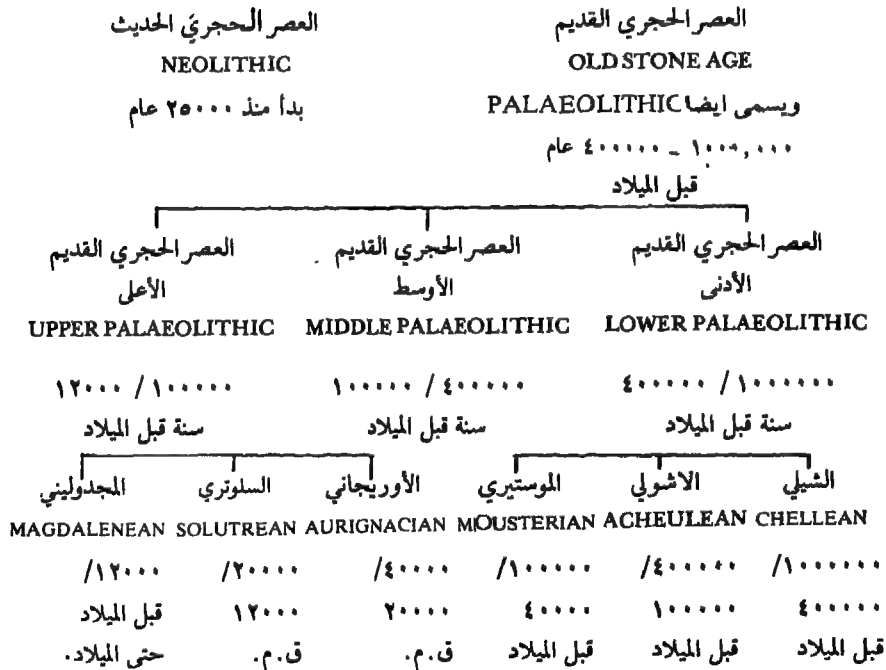 العصر الحجري القديم
OLD STONE AGE
ويسمى ايضا PALAEOLITHIC
١٠٠٠,٠٠٠ - ٤٠٠٠٠٠ عام
قبل الميلاد
العصر الحجري الحديث
NEOLITHIC
بدأ منذ ٢٥٠٠٠ عام
العصر الحجري القديم
الأدنى
LOWER PALAEOLITHIC
١٠٠٠٠٠٠ / ٤٠٠٠٠٠
سنة قبل الميلاد
العصر الحجري القديم
الأوسط
MIDDLE PALAEOLITHIC
٤٠٠٠٠٠ / ١٠٠٠٠٠
سنة قبل الميلاد
العصر الحجري القديم
الأعلى
UPPER PALAEOLITHIC
١٠٠٠٠٠ / ١٢٠٠٠
سنة قبل الميلاد
الشيلي
CHELLEAN
١٠٠٠٠٠٠/
٤٠٠٠٠٠
قبل الميلاد
الاشولي
ACHEULEAN
٤٠٠٠٠٠/
١٠٠٠٠٠
قبل الميلاد
الموستيري
MOUSTERIAN
١٠٠٠٠٠/
٤٠٠٠٠
قبل الميلاد
الأوريجاني
AURIGNACIAN
٤٠٠٠٠/
٢٠٠٠٠
ق.م.
السلوتري
SOLUTREAN
٢٠٠٠٠/
١٢٠٠٠
ق.م.
المجدوليني
MAGDALENEAN
١٢٠٠٠/
قبل الميلاد
حتى الميلاد.